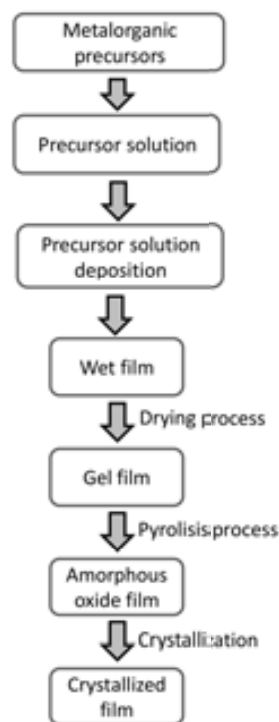 Metalorganic
precursors
Precursor solution
Precursor solution
deposition
Wet film
Drying process
Gel film
Pyrolisis process
Amorphous
oxide film
Crystallization
Crystallized
film